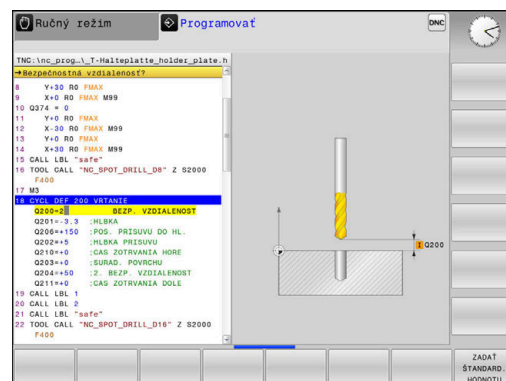 Ručný režim
Programovať
DNC
TNC:\nc_prog…\_T-Halteplatte_holder_plate.h
→Bezpečnostná vzdialenosť?
8 Y+30 R0 FMAX
9 X+0 R0 FMAX M99
10 Q374 = 0
11 Y+0 R0 FMAX
12 X-30 R0 FMAX M99
13 Y+0 R0 FMAX
14 X+30 R0 FMAX M99
15 CALL LBL "safe"
16 TOOL CALL "NC_SPOT_DRILL_D8" Z S2000
F400
17 M3
18 CYCL DEF 200 VRTANIE
Q200=2 BEZP. VZDIALENOST
Q201=-3.3 ;HLBKA
Q206=+150 ;POS. PRISUVU DO HL.
Q202=+5 ;HLBKA PRISUVU
Q210=+0 ;CAS ZOTRVANIA HORE
Q203=+0 ;SURAD. POVRCHU
Q204=+50 ;2. BEZP. VZDIALENOST
Q211=+0 ;CAS ZOTRVANIA DOLE
19 CALL LBL 1
20 CALL LBL 2
21 CALL LBL "safe"
22 TOOL CALL "NC_SPOT_DRILL_D16" Z S2000
F400
I Q200
ZADAŤ
ŠTANDARD.
HODNOTU